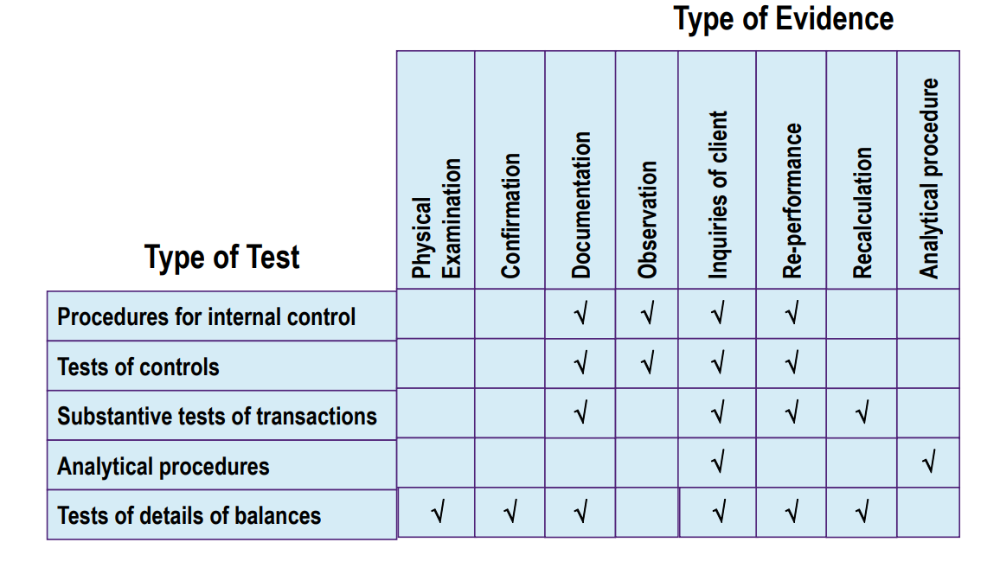 Type of Evidence
Physical
Examination
Confirmation
Documentation
Observation
Inquiries of client
Re-performance
Recalculation
Analytical procedure
Type of Test
Procedures for internal control √ √ √ √
Tests of controls √ √ √ √
Substantive tests of transactions √ √ √ √
Analytical procedures √ √
Tests of details of balances √ √ √ √ √ √